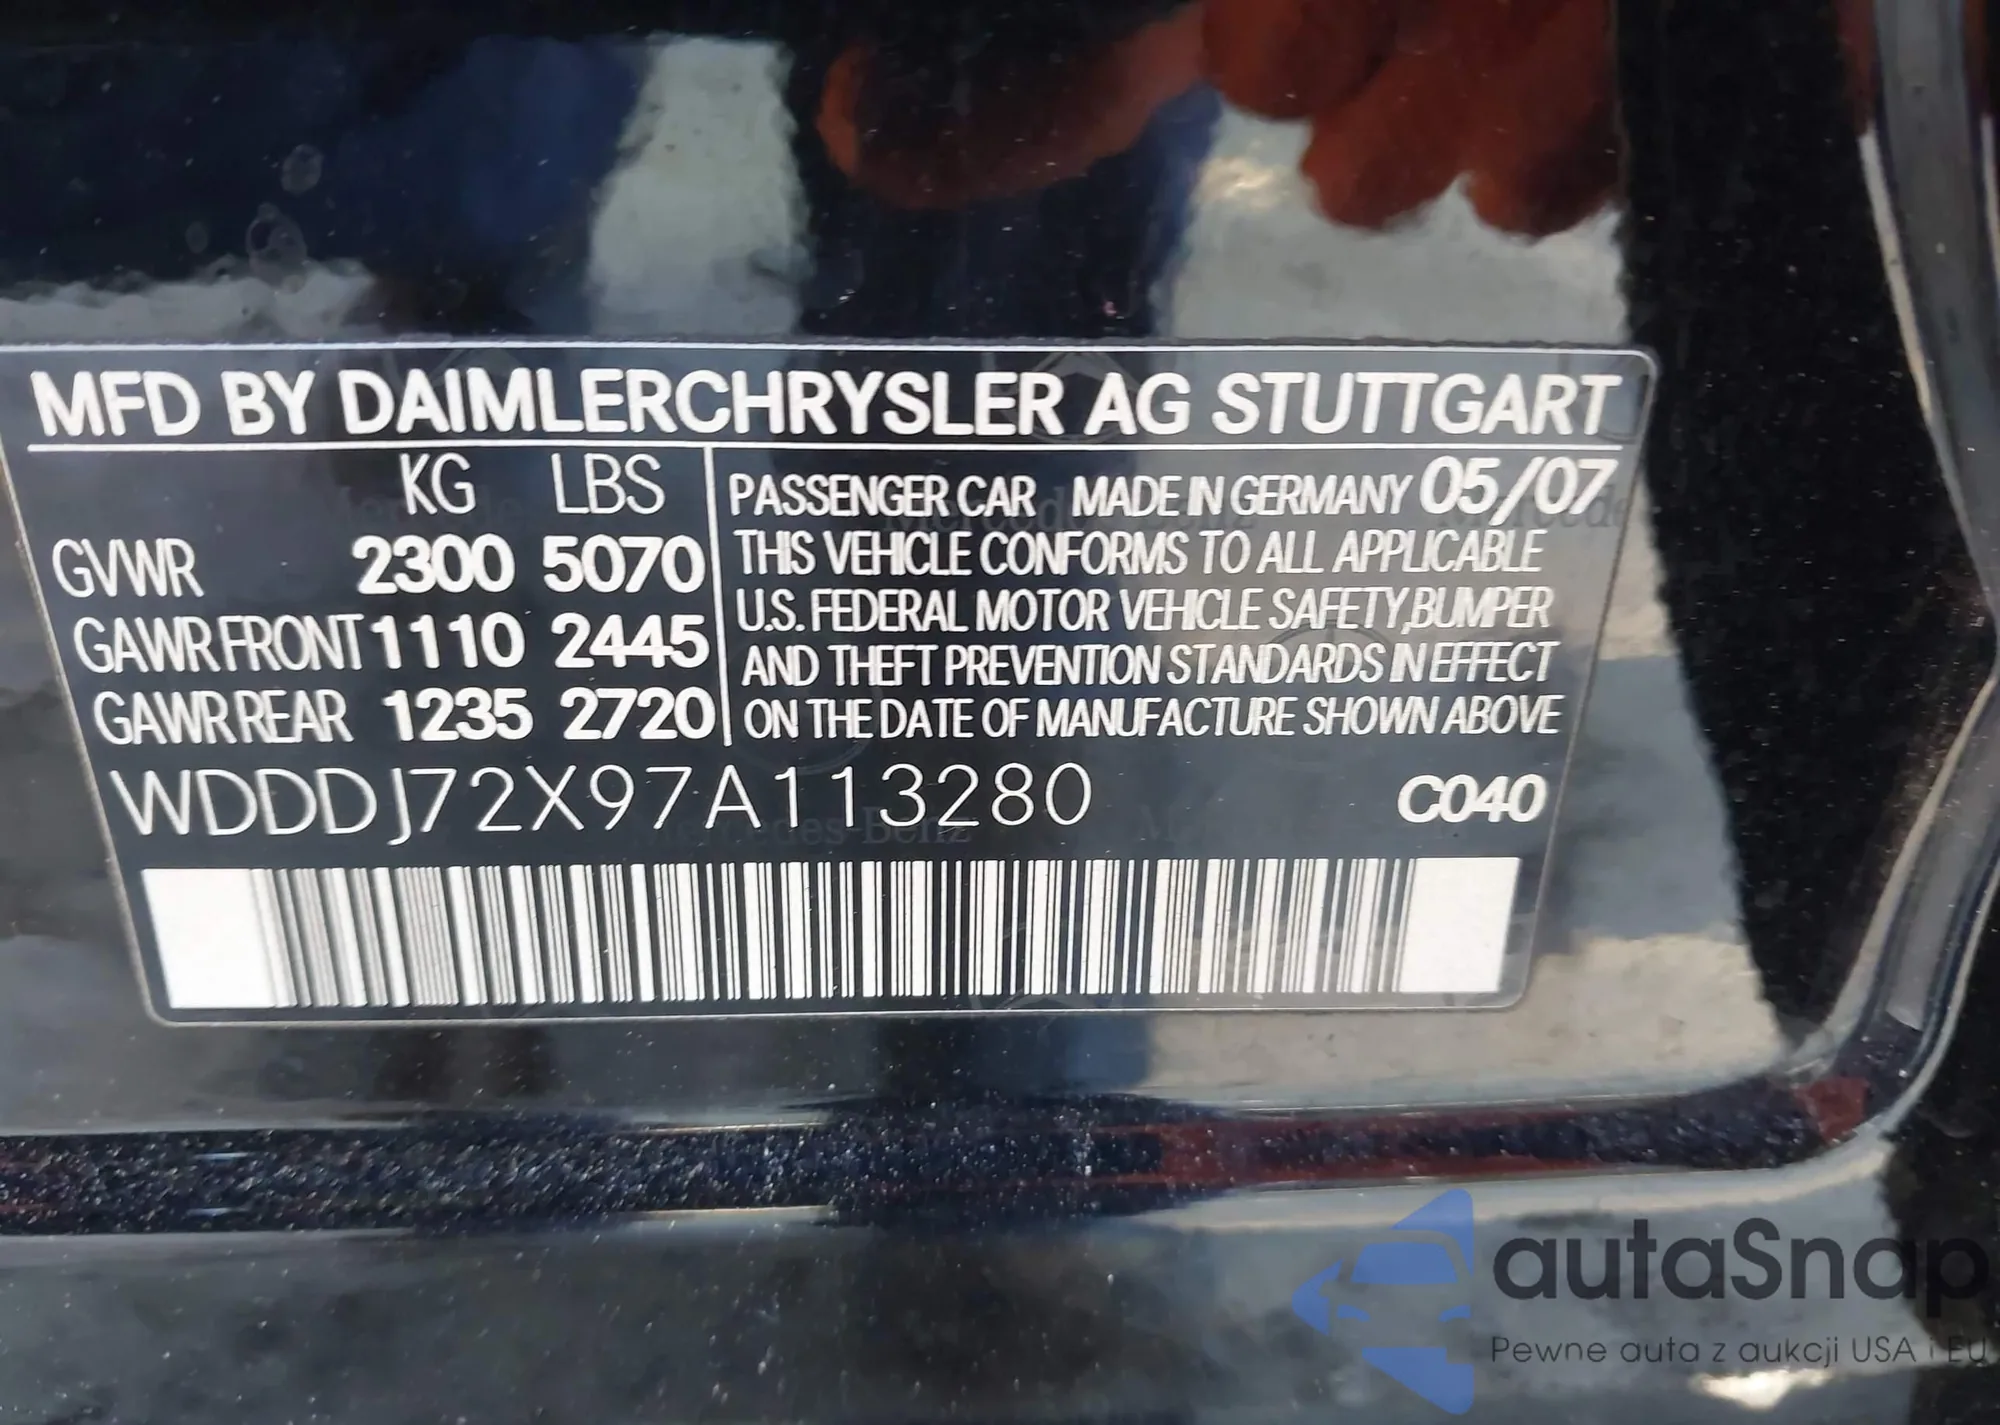 MFD BY DAIMLERCHRYSLER AG STUTTGART
KG LBS
GVWR 2300 5070
GAWR FRONT 1110 2445
GAWR REAR 1235 2720
PASSENGER CAR MADE IN GERMANY 05/07
THIS VEHICLE CONFORMS TO ALL APPLICABLE
U.S. FEDERAL MOTOR VEHICLE SAFETY, BUMPER
AND THEFT PREVENTION STANDARDS IN EFFECT
ON THE DATE OF MANUFACTURE SHOWN ABOVE
WDDDJ72X97A113280 C040
autaSnap
Pewne auta z aukcji USA i EU